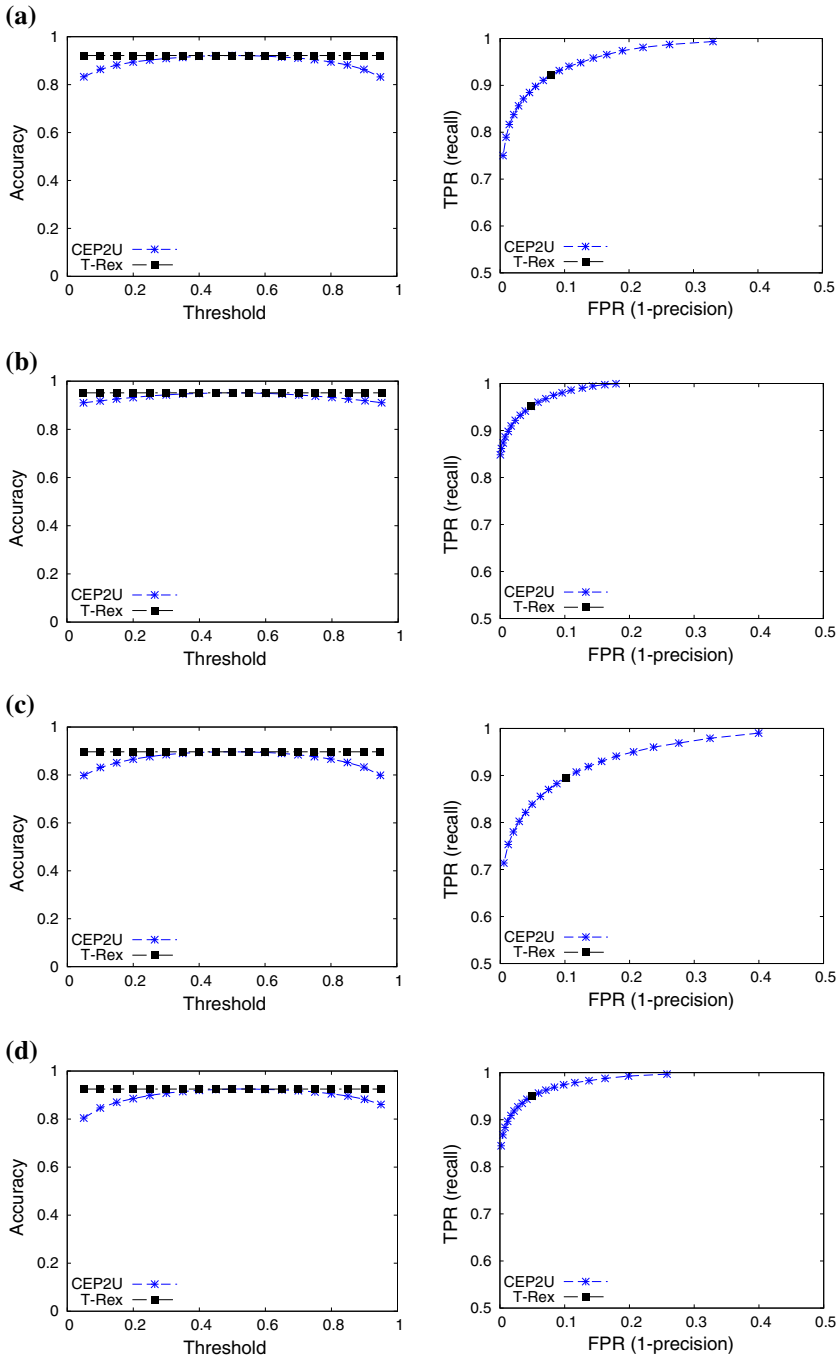 (a)
1
0.8
0.6
0.4
0.2
0
Accuracy
CEP2U
T-Rex
0 0.2 0.4 0.6 0.8 1
Threshold
1
0.9
0.8
0.7
0.6
0.5
TPR (recall)
CEP2U
T-Rex
0 0.1 0.2 0.3 0.4 0.5
FPR (1-precision)
(b)
1
0.8
0.6
0.4
0.2
0
Accuracy
CEP2U
T-Rex
0 0.2 0.4 0.6 0.8 1
Threshold
1
0.9
0.8
0.7
0.6
0.5
TPR (recall)
CEP2U
T-Rex
0 0.1 0.2 0.3 0.4 0.5
FPR (1-precision)
(c)
1
0.8
0.6
0.4
0.2
0
Accuracy
CEP2U
T-Rex
0 0.2 0.4 0.6 0.8 1
Threshold
1
0.9
0.8
0.7
0.6
0.5
TPR (recall)
CEP2U
T-Rex
0 0.1 0.2 0.3 0.4 0.5
FPR (1-precision)
(d)
1
0.8
0.6
0.4
0.2
0
Accuracy
CEP2U
T-Rex
0 0.2 0.4 0.6 0.8 1
Threshold
1
0.9
0.8
0.7
0.6
0.5
TPR (recall)
CEP2U
T-Rex
0 0.1 0.2 0.3 0.4 0.5
FPR (1-precision)